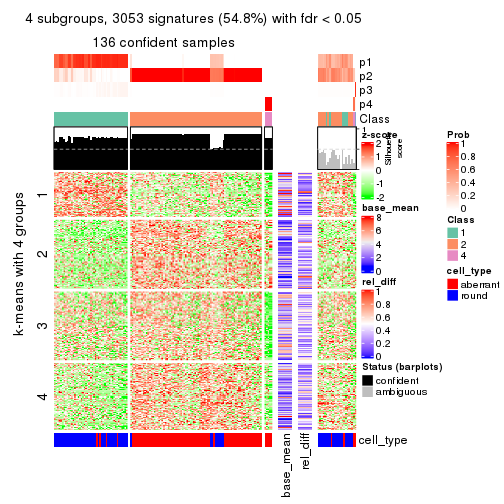 4 subgroups, 3053 signatures (54.8%) with fdr < 0.05
136 confident samples
p1
p2
p3
p4
Class
1
Silhouette
score
k-means with 4 groups
1
2
3
4
base_mean
rel_diff
cell_type
z-score
2
1
0
-1
-2
base_mean
8
6
4
2
0
rel_diff
1
0.8
0.6
0.4
0.2
0
Status (barplots)
confident
ambiguous
Prob
1
0.8
0.6
0.4
0.2
0
Class
1
2
4
cell_type
aberrant
round